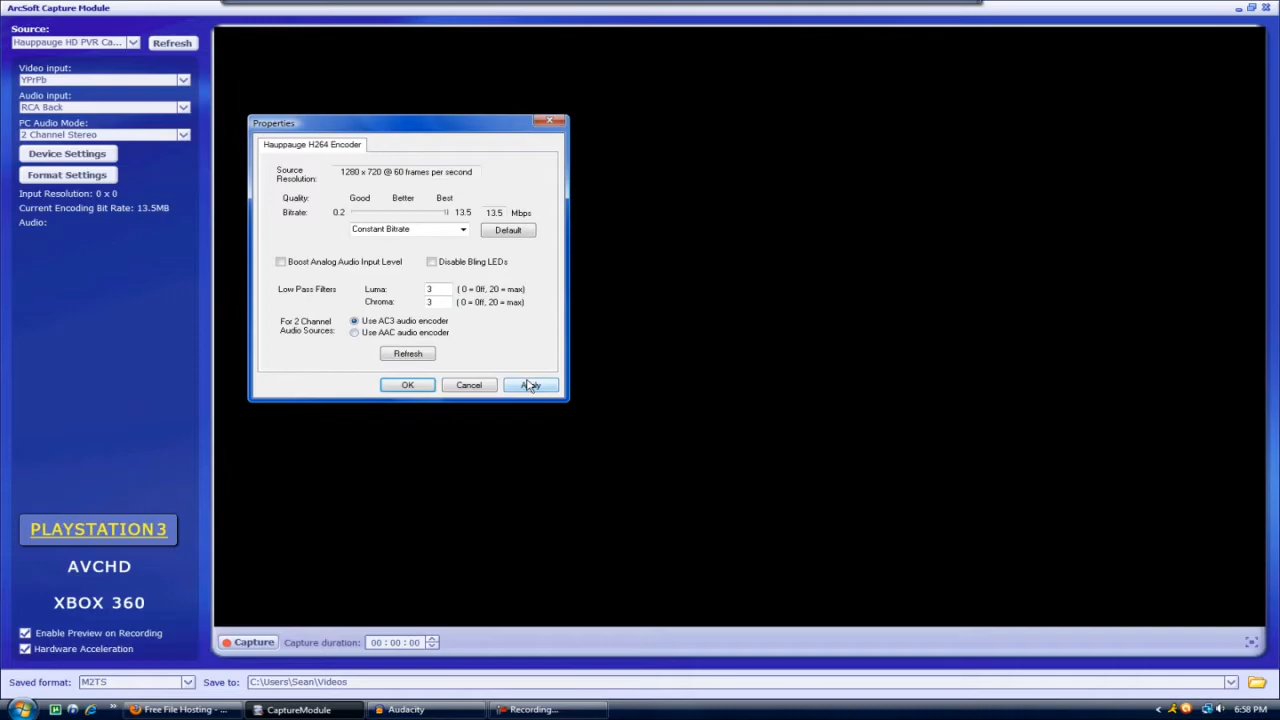 ArcSoft Capture Module
Source:
Hauppauge HD PVR Ca...
Refresh
Video input:
YPrPb
Audio input:
RCA Back
PC Audio Mode:
2 Channel Stereo
Device Settings
Format Settings
Input Resolution: 0 x 0
Current Encoding Bit Rate: 13.5MB
Audio:
Properties
Hauppauge H264 Encoder
Source Resolution:
1280 x 720 @ 60 frames per second
Quality: Good Better Best
Bitrate: 0.2 13.5 13.5 Mbps
Constant Bitrate
Default
Boost Analog Audio Input Level
Disable Bling LEDs
Low Pass Filters Luma: 3 ( 0 = 0ff, 20 = max)
Chroma: 3 ( 0 = 0ff, 20 = max)
For 2 Channel Audio Sources:
Use AC3 audio encoder
Use AAC audio encoder
Refresh
OK Cancel Apply
PLAYSTATION3
AVCHD
XBOX 360
Enable Preview on Recording
Hardware Acceleration
Capture Capture duration: 00 : 00 : 00
Saved format: M2TS Save to: C:\Users\Sean\Videos
Free File Hosting - ... CaptureModule Audacity Recording... 6:58 PM